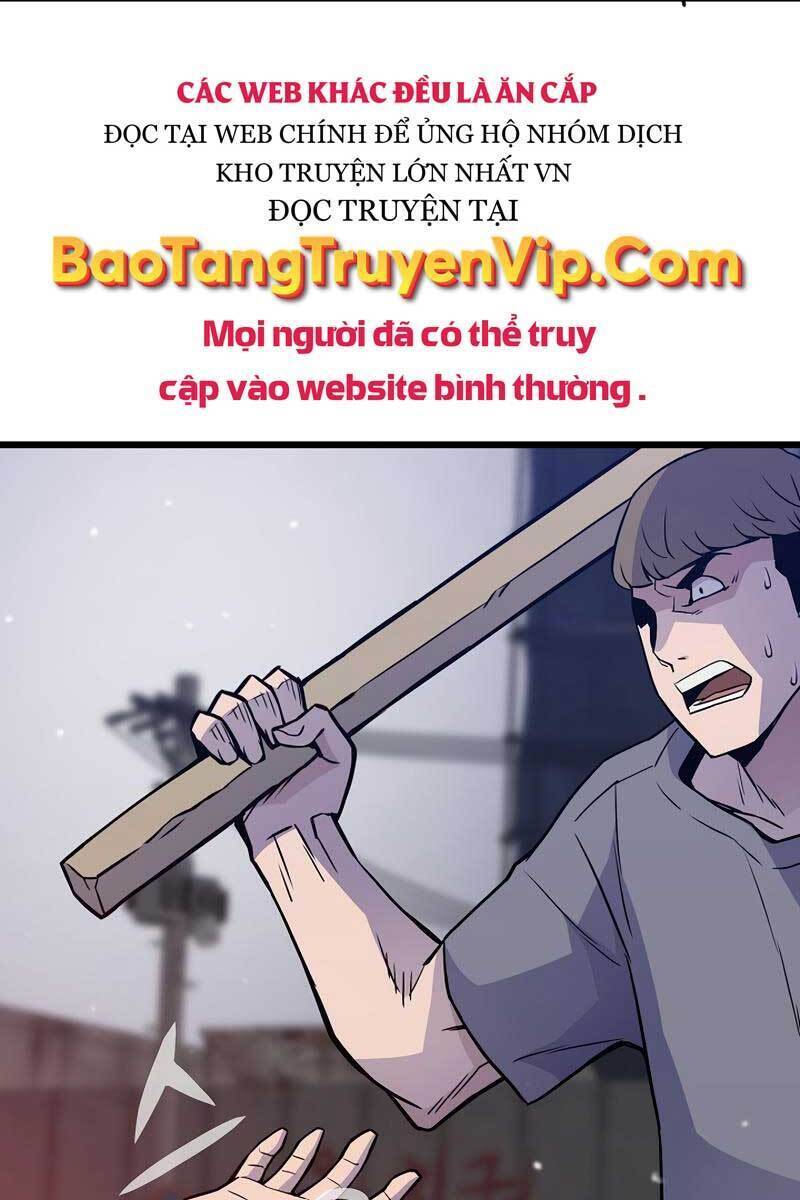 CÁC WEB KHÁC ĐỀU LÀ ĂN CẮP
ĐỌC TẠI WEB CHÍNH ĐỂ ỦNG HỘ NHÓM DỊCH
KHO TRUYỆN LỚN NHẤT VN
ĐỌC TRUYỆN TẠI
BaoTangTruyenVip.Com
Mọi người đã có thể truy
cập vào website bình thường.